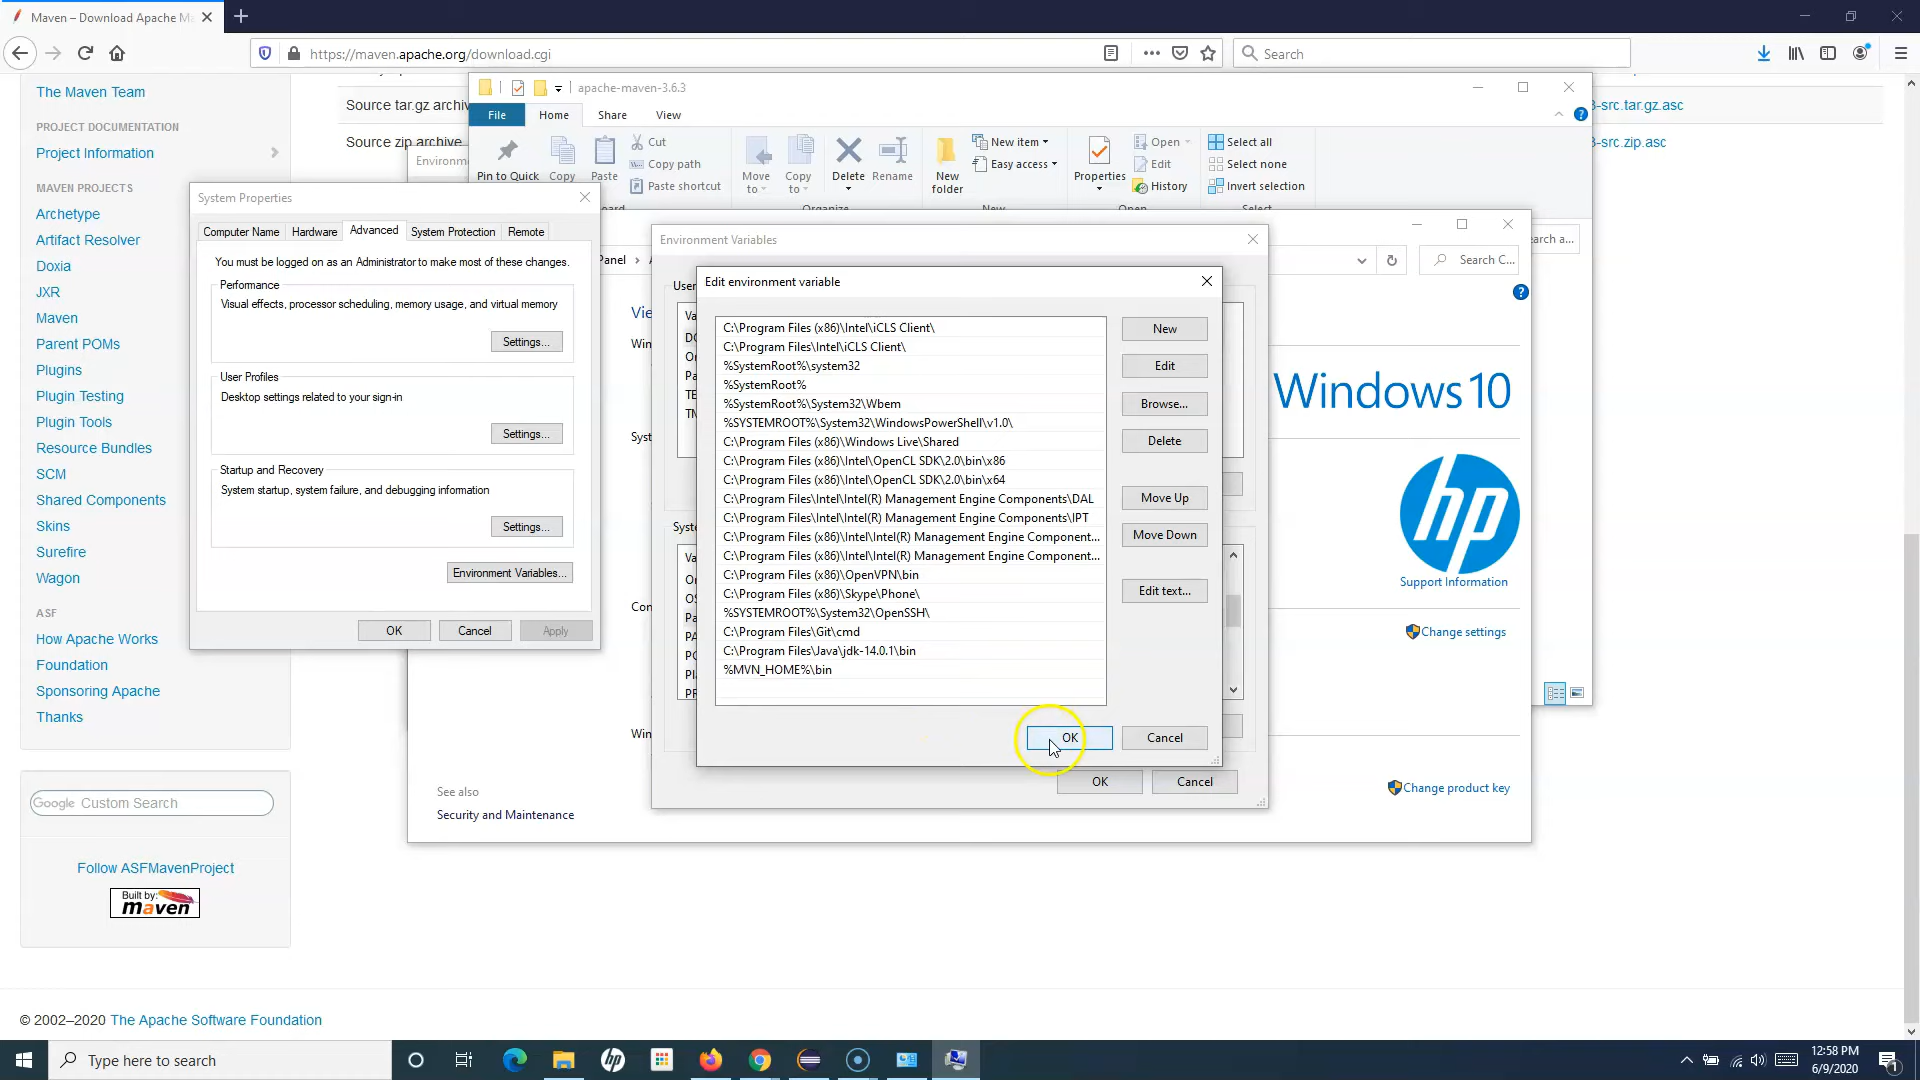 Maven – Download Apache Ma
https://maven.apache.org/download.cgi
Search
The Maven Team
PROJECT DOCUMENTATION
Project Information
MAVEN PROJECTS
Archetype
Artifact Resolver
Doxia
JXR
Maven
Parent POMs
Plugins
Plugin Testing
Plugin Tools
Resource Bundles
SCM
Shared Components
Skins
Surefire
Wagon
ASF
How Apache Works
Foundation
Sponsoring Apache
Thanks
Google Custom Search
Follow ASFMavenProject
Built by:
maven
© 2002–2020 The Apache Software Foundation
Source tar.gz archiv
Source zip archive
3-src.tar.gz.asc
3-src.zip.asc
apache-maven-3.6.3
File Home Share View
Pin to Quick
Copy
Paste
Cut
Copy path
Paste shortcut
Move to
Copy to
Delete
Rename
New folder
New item
Easy access
Properties
Open
Edit
History
Select all
Select none
Invert selection
Organize
New
Open
Select
Environm
System Properties
Computer Name Hardware Advanced System Protection Remote
You must be logged on as an Administrator to make most of these changes.
Performance
Visual effects, processor scheduling, memory usage, and virtual memory
Settings...
User Profiles
Desktop settings related to your sign-in
Settings...
Startup and Recovery
System startup, system failure, and debugging information
Settings...
Environment Variables...
OK Cancel Apply
Panel
Search C...
earch a...
Windows 10
hp
Support Information
Change settings
Change product key
See also
Security and Maintenance
Environment Variables
OK Cancel
Edit environment variable
C:\Program Files (x86)\Intel\iCLS Client\
C:\Program Files\Intel\iCLS Client\
%SystemRoot%\system32
%SystemRoot%
%SystemRoot%\System32\Wbem
%SYSTEMROOT%\System32\WindowsPowerShell\v1.0\
C:\Program Files (x86)\Windows Live\Shared
C:\Program Files (x86)\Intel\OpenCL SDK\2.0\bin\x86
C:\Program Files (x86)\Intel\OpenCL SDK\2.0\bin\x64
C:\Program Files\Intel\Intel(R) Management Engine Components\DAL
C:\Program Files\Intel\Intel(R) Management Engine Components\IPT
C:\Program Files (x86)\Intel\Intel(R) Management Engine Component...
C:\Program Files (x86)\Intel\Intel(R) Management Engine Component...
C:\Program Files (x86)\OpenVPN\bin
C:\Program Files (x86)\Skype\Phone\
%SYSTEMROOT%\System32\OpenSSH\
C:\Program Files\Git\cmd
C:\Program Files\Java\jdk-14.0.1\bin
%MVN_HOME%\bin
New
Edit
Browse...
Delete
Move Up
Move Down
Edit text...
OK Cancel
Type here to search
12:58 PM
6/9/2020